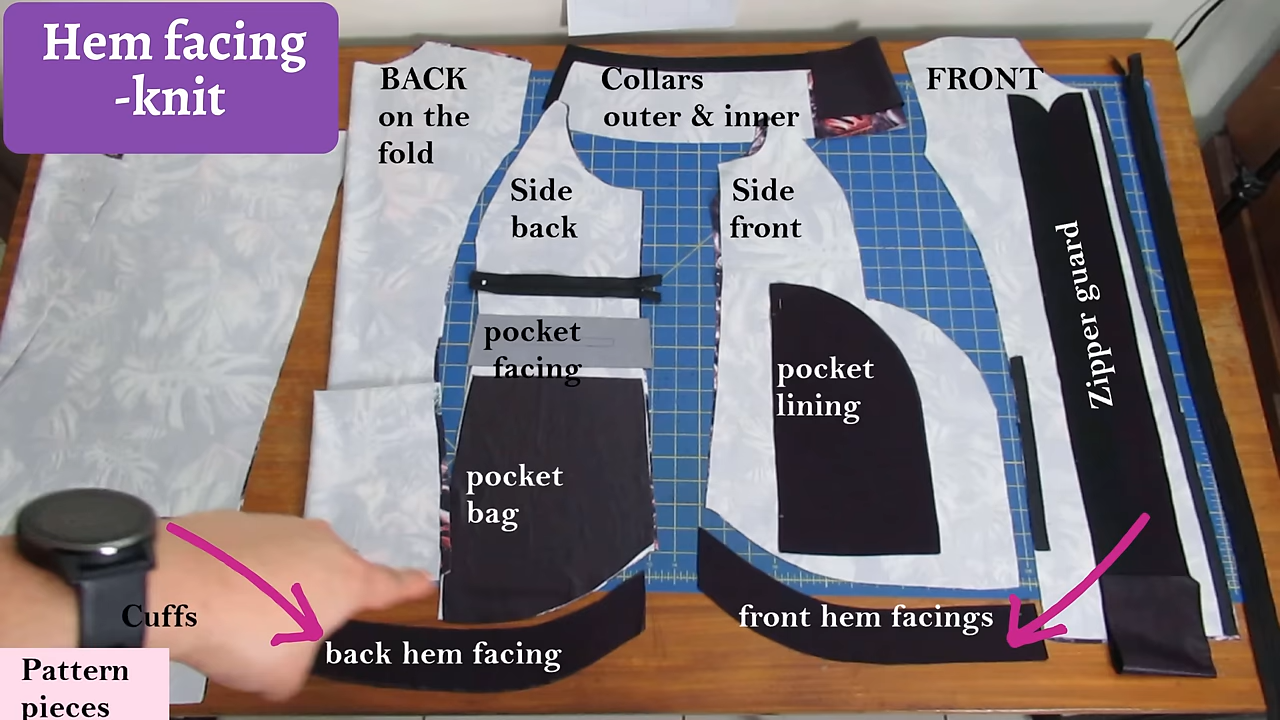 Hem facing
-knit
BACK
on the
fold
Collars
outer & inner
FRONT
Side
back
Side
front
Zipper guard
pocket
facing
pocket
lining
pocket
bag
Cuffs
front hem facings
back hem facing
Pattern
pieces